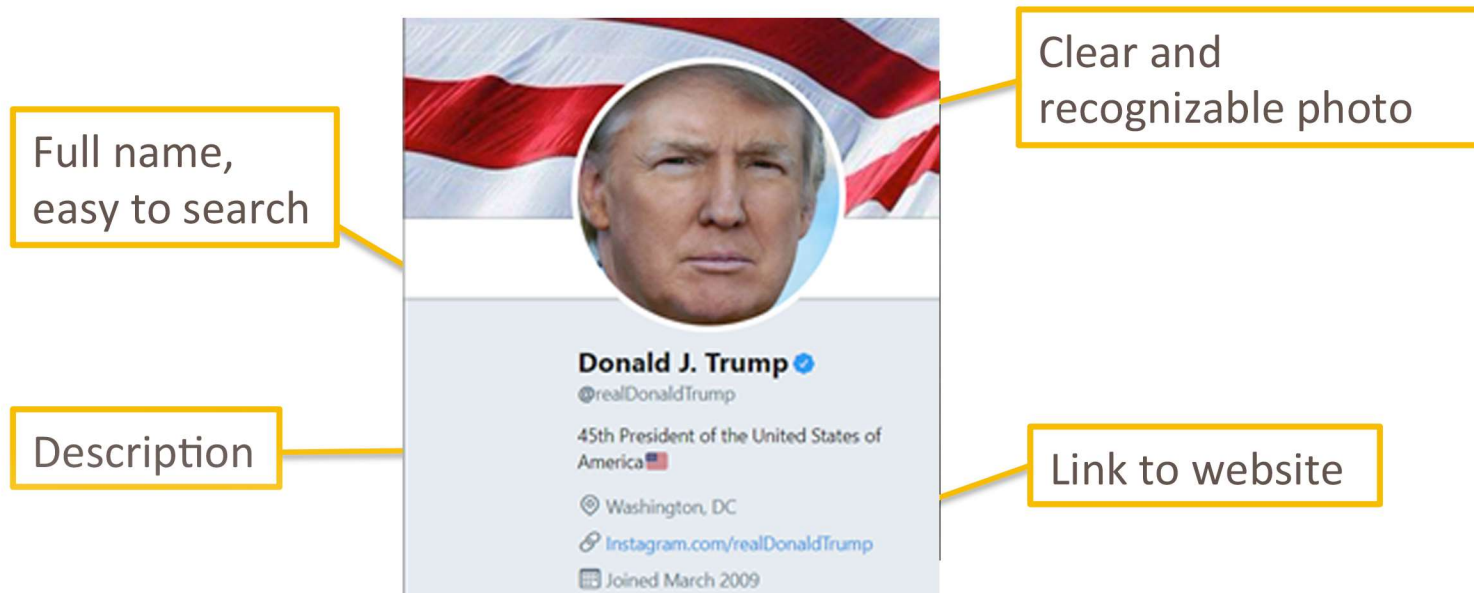 Clear and
recognizable photo
Full name,
easy to search
Donald J. Trump
@realDonaldTrump
45th President of the United States of
America🇺🇸
Description
Washington, DC
Link to website
Instagram.com/realDonaldTrump
Joined March 2009